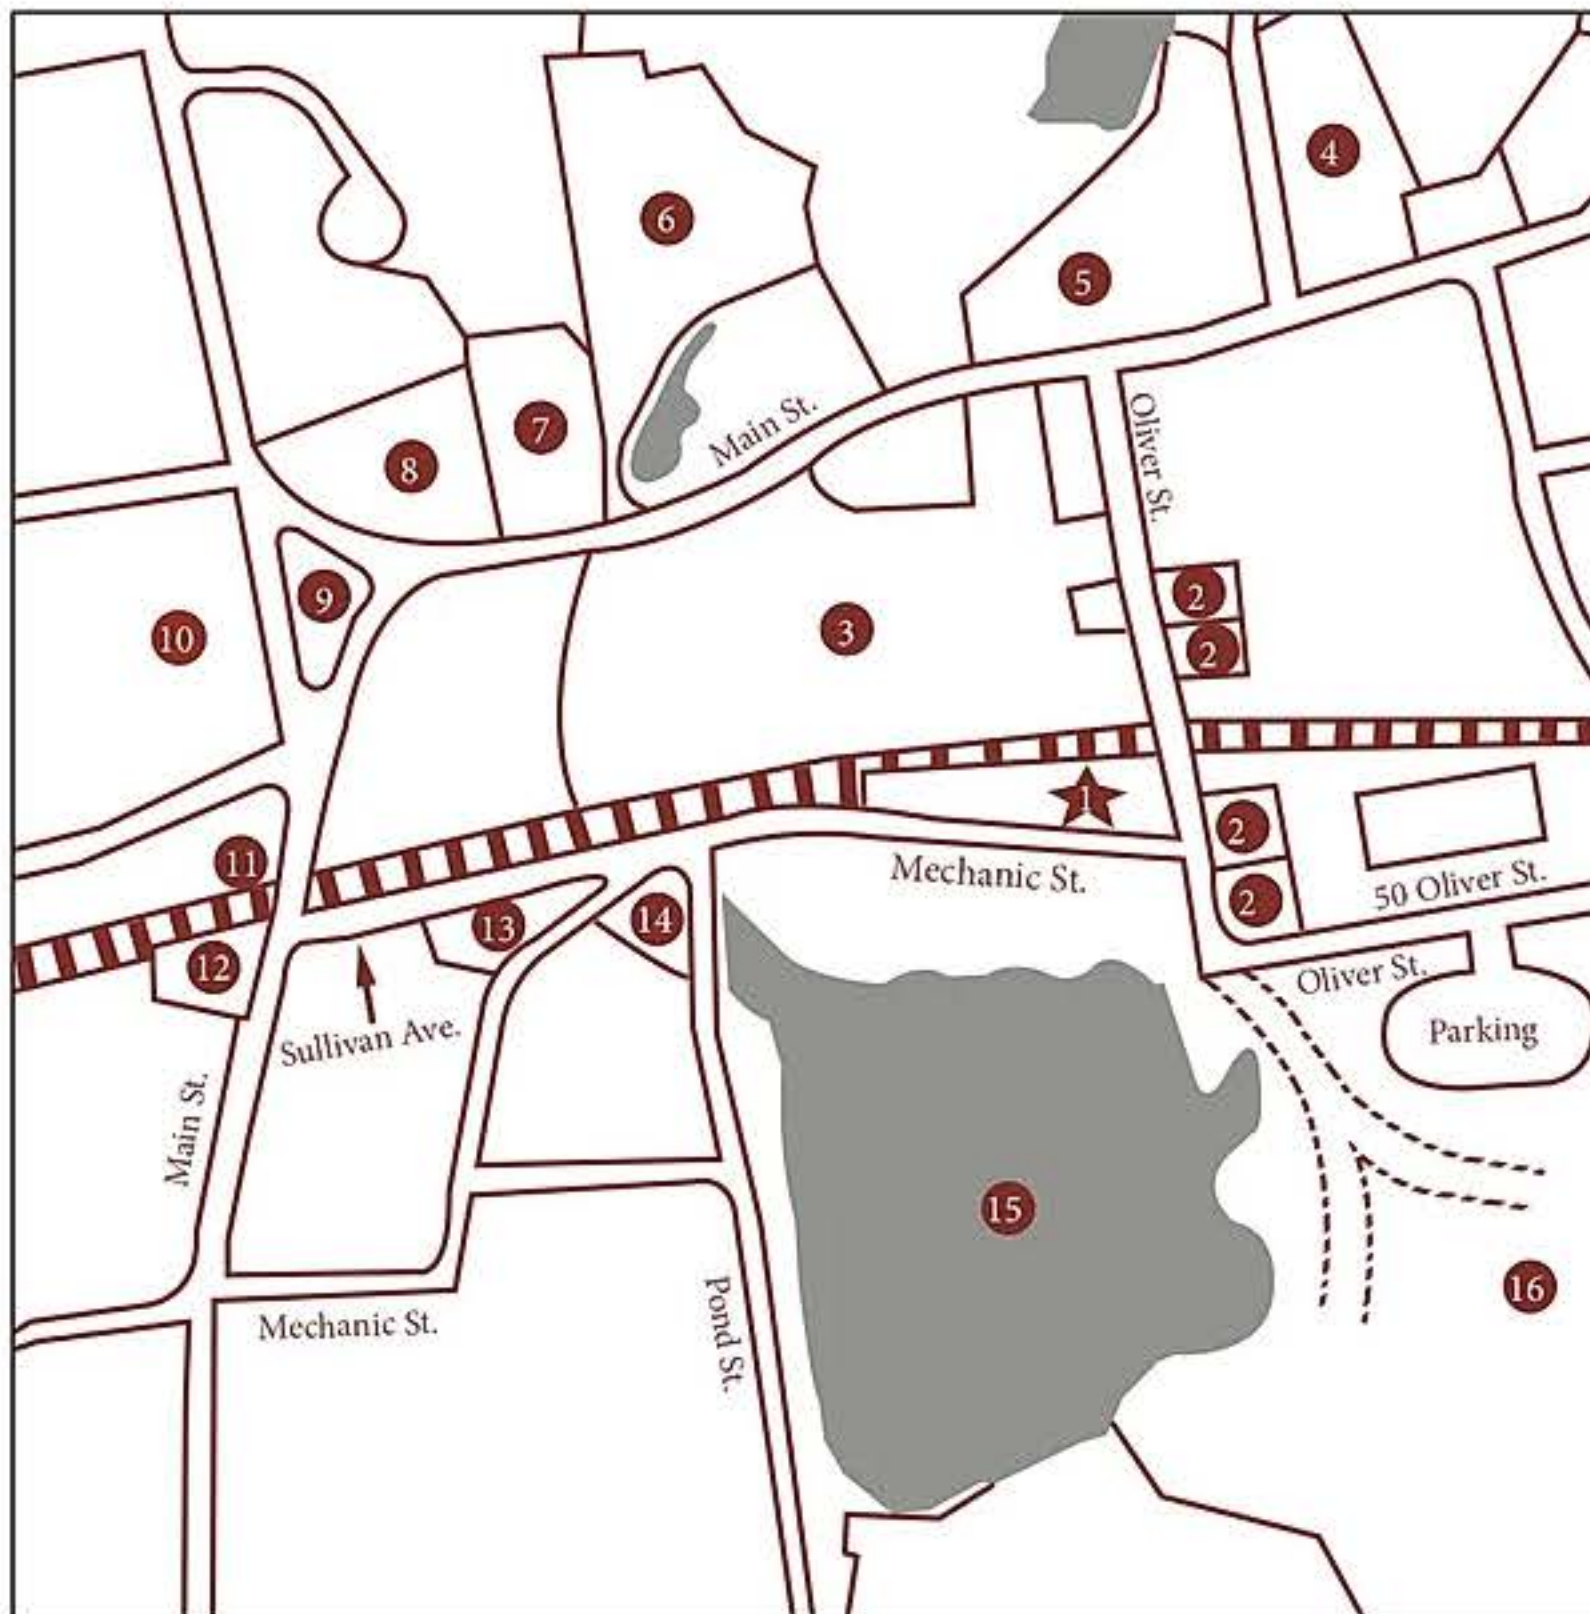 4
6
5
Main St.
Oliver St.
7
8
9
2
10
3
2
1
2
11
Mechanic St.
50 Oliver St.
2
13
14
12
Oliver St.
Sullivan Ave.
Parking
Main St.
15
16
Pond St.
Mechanic St.